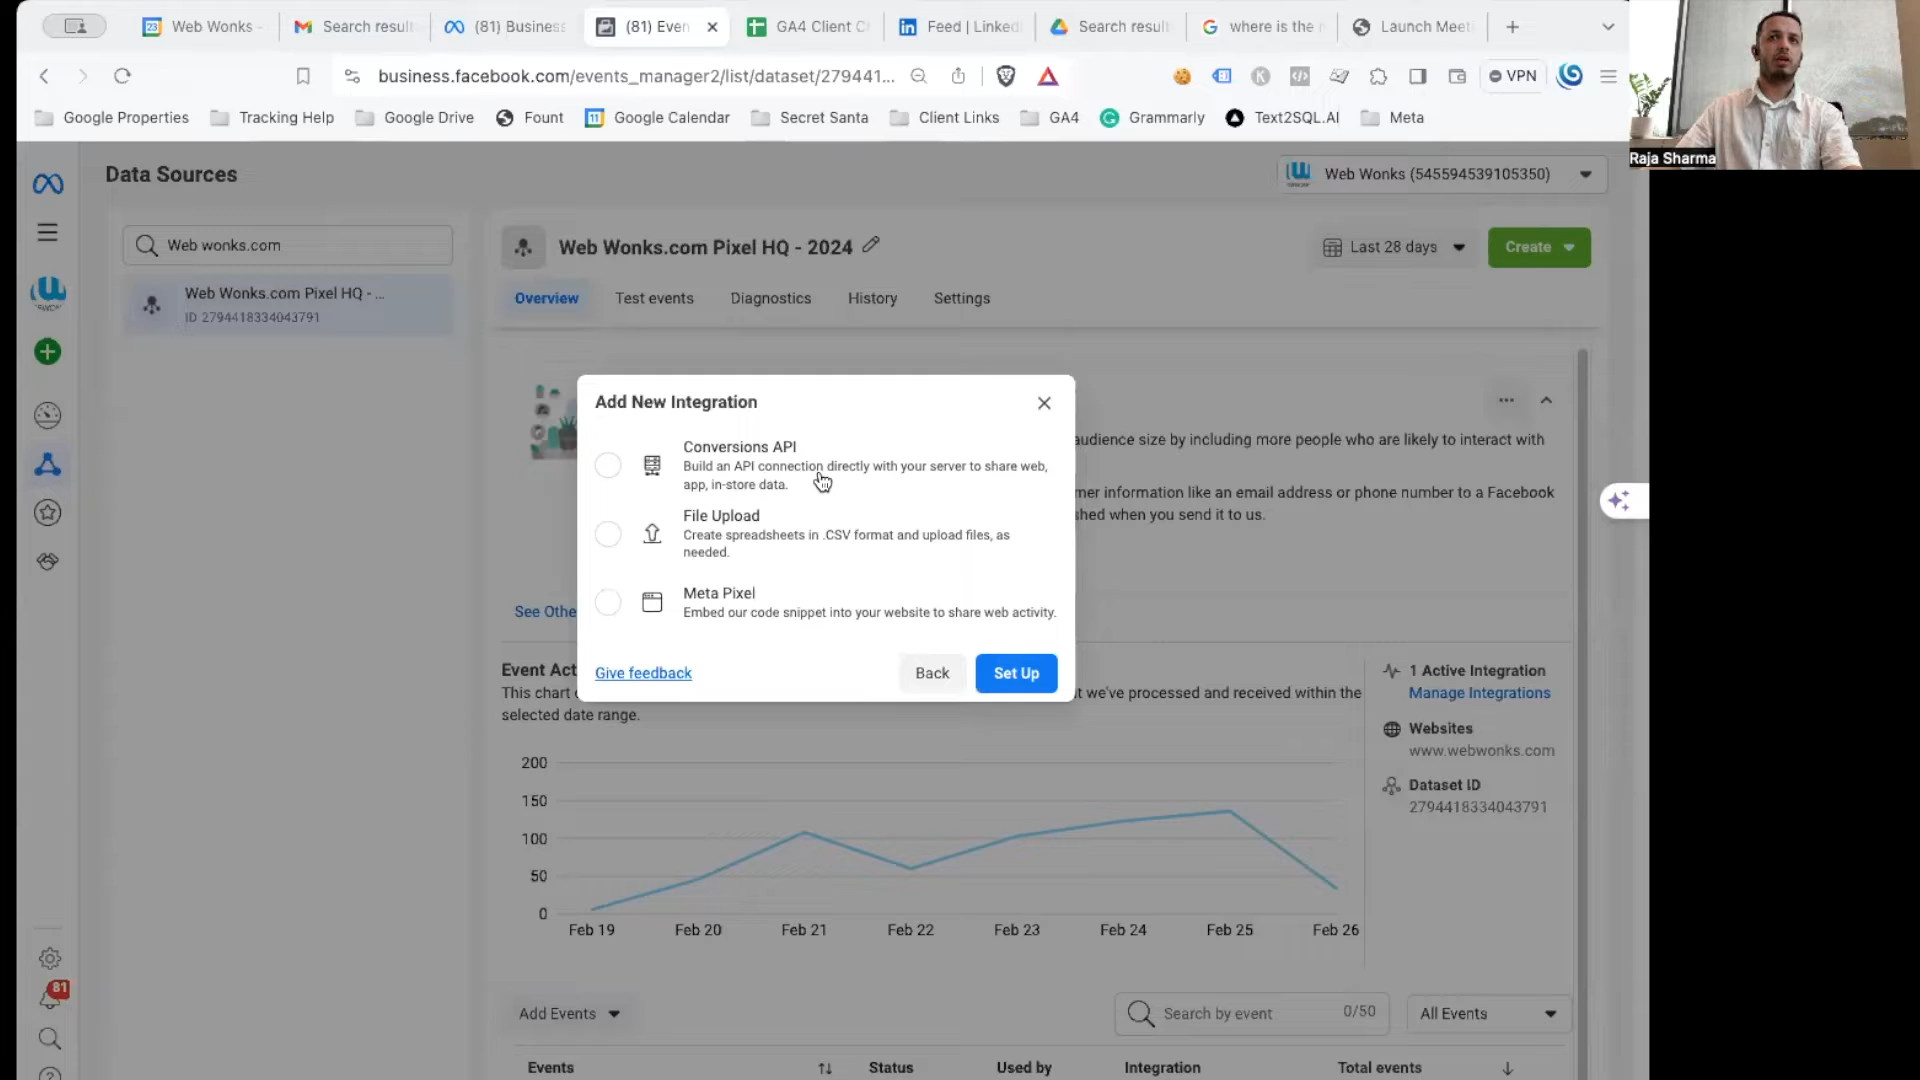 Web Wonks -
Search result
(81) Business
(81) Even
GA4 Client C
Feed | Linked
Search result
where is the
Launch Meet
business.facebook.com/events_manager2/list/dataset/279441...
VPN
Google Properties
Tracking Help
Google Drive
Fount
Google Calendar
Secret Santa
Client Links
GA4
Grammarly
Text2SQL.AI
Meta
Raja Sharma
Data Sources
Web Wonks (545594539105350)
Web wonks.com
Web Wonks.com Pixel HQ - ...
ID 2794418334043791
Web Wonks.com Pixel HQ - 2024
Last 28 days
Create
Overview
Test events
Diagnostics
History
Settings
audience size by including more people who are likely to interact with
mer information like an email address or phone number to a Facebook
shed when you send it to us.
See Othe
Add New Integration
Conversions API
Build an API connection directly with your server to share web,
app, in-store data.
File Upload
Create spreadsheets in .CSV format and upload files, as
needed.
Meta Pixel
Embed our code snippet into your website to share web activity.
Give feedback
Back
Set Up
Event Act
This chart
t we've processed and received within the
selected date range.
1 Active Integration
Manage Integrations
Websites
www.webwonks.com
Dataset ID
2794418334043791
200
150
100
50
0
Feb 19
Feb 20
Feb 21
Feb 22
Feb 23
Feb 24
Feb 25
Feb 26
81
Add Events
Search by event
0/50
All Events
Events
Status
Used by
Integration
Total events